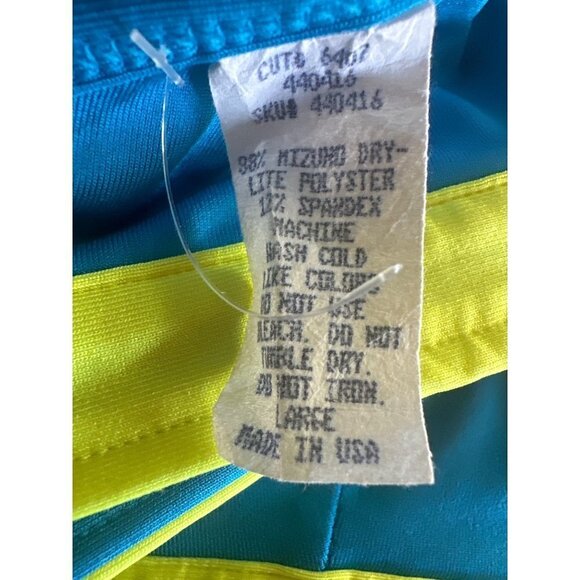 CUT# 6407
440416
SKU# 440416
88% MIZUNO DRY-
LITE POLYSTER
12% SPANDEX
MACHINE
WASH COLD
LIKE COLORS
DO NOT USE
BLEACH. DO NOT
TUMBLE DRY.
DO NOT IRON.
LARGE
MADE IN USA